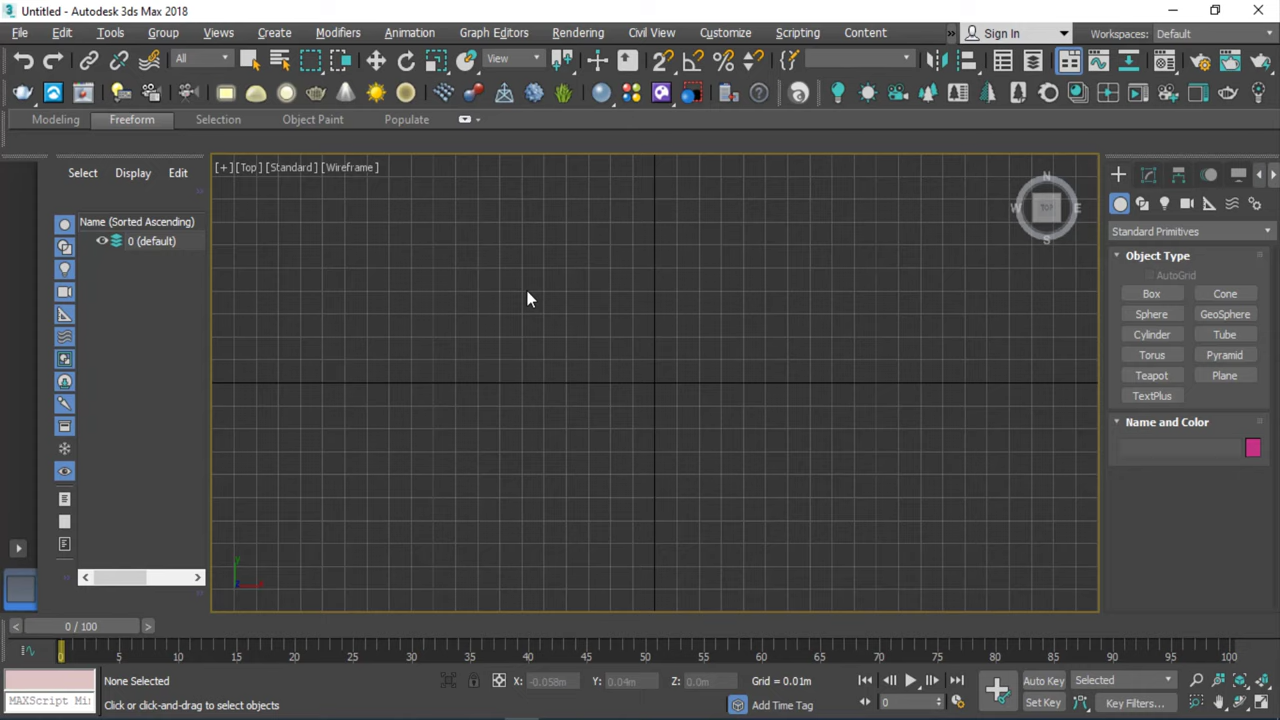 Untitled - Autodesk 3ds Max 2018
File Edit Tools Group Views Create Modifiers Animation Graph Editors Rendering Civil View Customize Scripting Content » Sign In Workspaces: Default
All View
Modeling Freeform Selection Object Paint Populate
[+] [Top] [Standard] [Wireframe]
Select Display Edit
Name (Sorted Ascending)
0 (default)
N
W TOP E
S
Standard Primitives
Object Type
AutoGrid
Box Cone
Sphere GeoSphere
Cylinder Tube
Torus Pyramid
Teapot Plane
TextPlus
Name and Color
y
x
< 0 / 100 >
0 5 10 15 20 25 30 35 40 45 50 55 60 65 70 75 80 85 90 95 100
None Selected X: -0.058m Y: 0.04m Z: 0.0m Grid = 0.01m Auto Key Selected
MAXScript Mi Click or click-and-drag to select objects Add Time Tag 0 Set Key Key Filters...